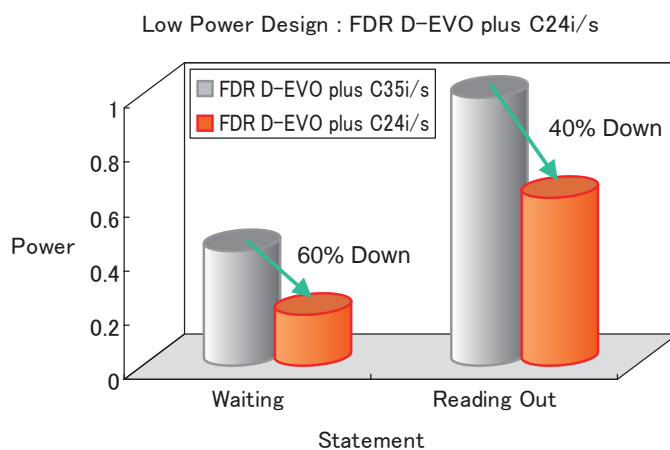 Low Power Design : FDR D-EVO plus C24i/s
FDR D-EVO plus C35i/s
FDR D-EVO plus C24i/s
1
0.8
0.6
0.4
0.2
0
Power
60% Down
40% Down
Waiting
Reading Out
Statement